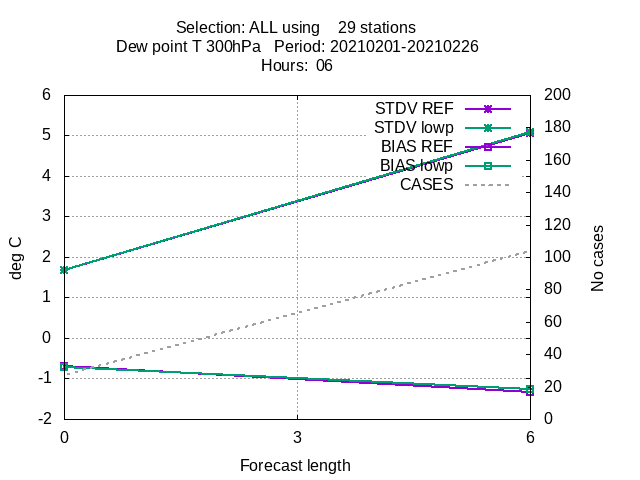 Selection: ALL using    29 stations
Dew point T 300hPa   Period: 20210201-20210226
Hours:  06
6
5
4
3
2
1
0
-1
-2
deg C
STDV REF
STDV lowp
BIAS REF
BIAS lowp
CASES
200
180
160
140
120
100
80
60
40
20
0
No cases
0
3
6
Forecast length